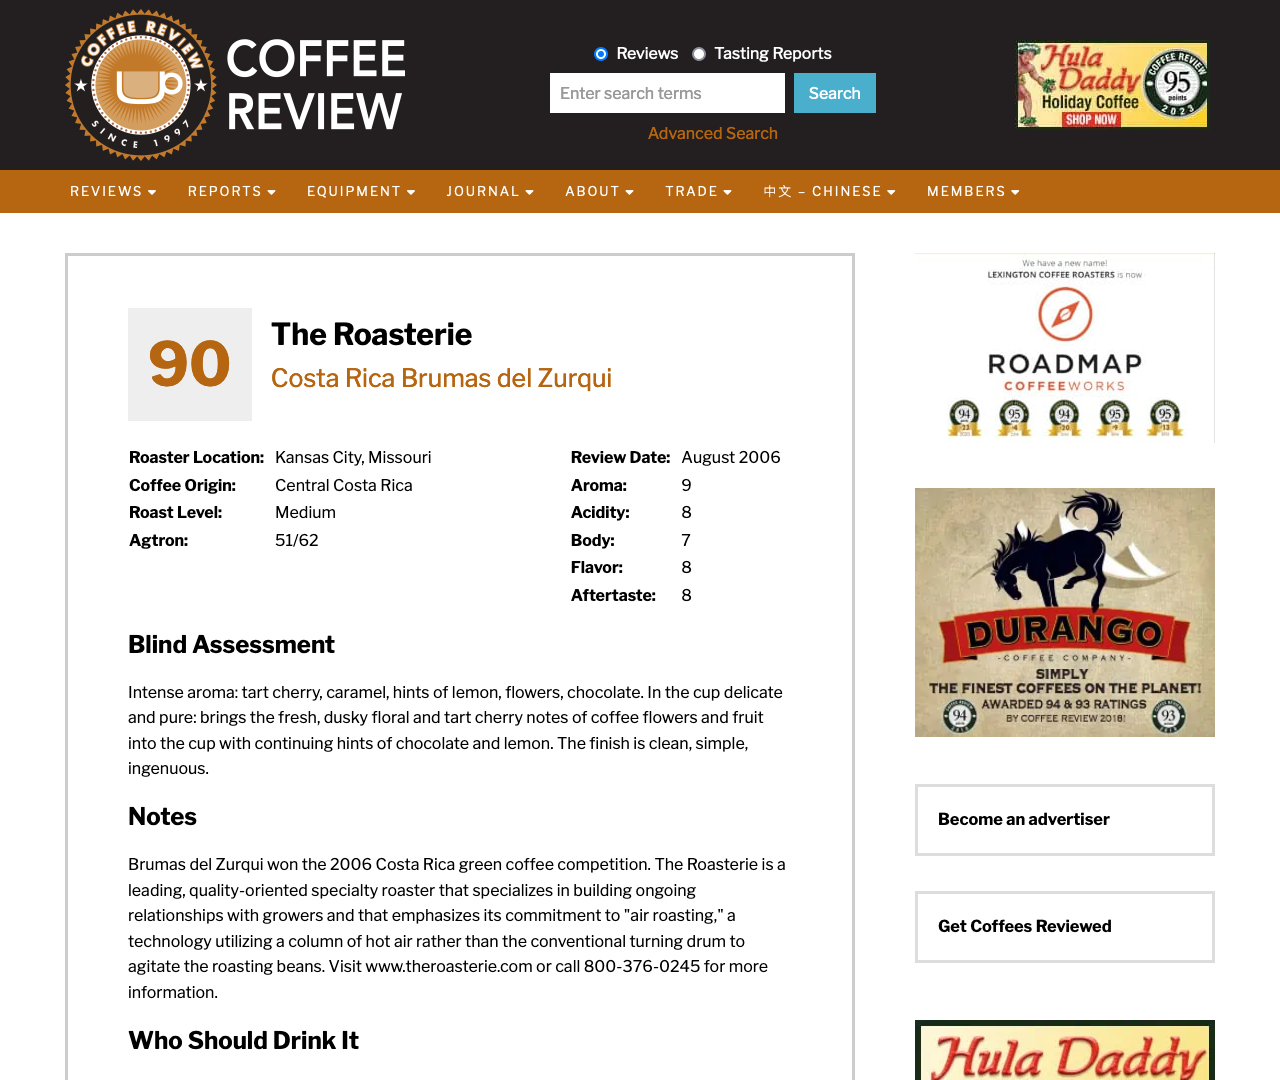 COFFEE REVIEW
SINCE 1997
COFFEE
REVIEW
Reviews
Tasting Reports
Enter search terms
Search
Advanced Search
Hula
Daddy
Holiday Coffee
SHOP NOW
COFFEE REVIEW
95
points
2023
REVIEWS
REPORTS
EQUIPMENT
JOURNAL
ABOUT
TRADE
中文 – CHINESE
MEMBERS
90
The Roasterie
Costa Rica Brumas del Zurqui
Roaster Location: Kansas City, Missouri
Coffee Origin: Central Costa Rica
Roast Level: Medium
Agtron: 51/62
Review Date: August 2006
Aroma: 9
Acidity: 8
Body: 7
Flavor: 8
Aftertaste: 8
Blind Assessment
Intense aroma: tart cherry, caramel, hints of lemon, flowers, chocolate. In the cup delicate
and pure: brings the fresh, dusky floral and tart cherry notes of coffee flowers and fruit
into the cup with continuing hints of chocolate and lemon. The finish is clean, simple,
ingenuous.
Notes
Brumas del Zurqui won the 2006 Costa Rica green coffee competition. The Roasterie is a
leading, quality-oriented specialty roaster that specializes in building ongoing
relationships with growers and that emphasizes its commitment to "air roasting," a
technology utilizing a column of hot air rather than the conventional turning drum to
agitate the roasting beans. Visit www.theroasterie.com or call 800-376-0245 for more
information.
Who Should Drink It
We have a new name!
LEXINGTON COFFEE ROASTERS is now
ROADMAP
COFFEEWORKS
94 95 94 95 95
DURANGO
-COFFEE COMPANY-
SIMPLY
THE FINEST COFFEES ON THE PLANET!
AWARDED 94 & 93 RATINGS
BY COFFEE REVIEW 2018!
94
93
Become an advertiser
Get Coffees Reviewed
Hula Daddy